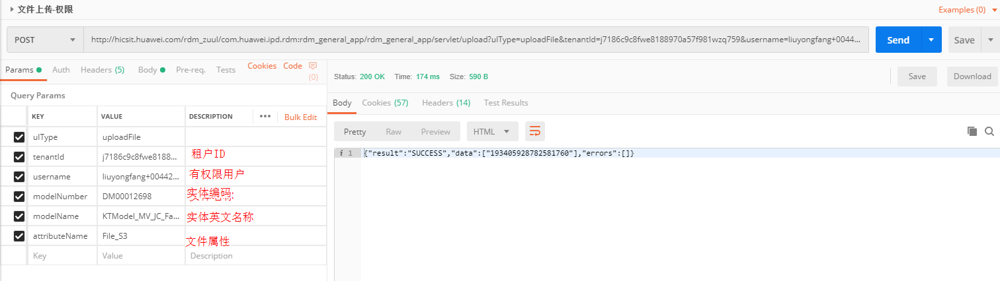 文件上传-权限
Examples (0)
POST
http://hicsit.huawei.com/rdm_zuul/com.huawei.ipd.rdm:rdm_general_app/rdm_general_app/servlet/upload?ulType=uploadFile&tenantId=j7186c9c8fwe8188970a57f981wzq759&username=liuyongfang+0044...
Send
Save
Params
Auth
Headers (5)
Body
Pre-req.
Tests
Cookies
Code
(0)
Status: 200 OK Time: 174 ms Size: 590 B
Save
Download
Query Params
Body
Cookies (57)
Headers (14)
Test Results
KEY VALUE DESCRIPTION ••• Bulk Edit
Pretty Raw Preview HTML
ulType uploadFile
tenantId j7186c9c8fwe8188... 租户ID
username liuyongfang+00442... 有权限用户
modelNumber DM00012698 实体编码:
modelName KTModel_MV_JC_Fa... 实体英文名称
attributeName File_S3 文件属性
Key Value Description
i 1 {"result":"SUCCESS","data":["193405928782581760"],"errors":[]}